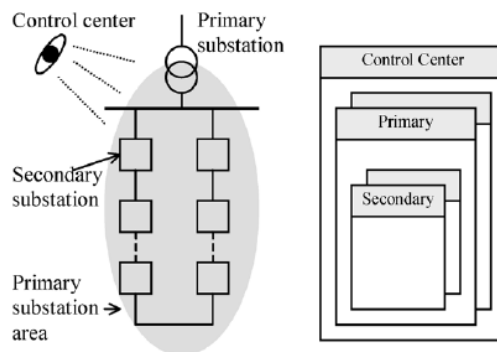 Control center
Primary
substation
Secondary
substation
Primary
substation
area
Control Center
Primary
Secondary